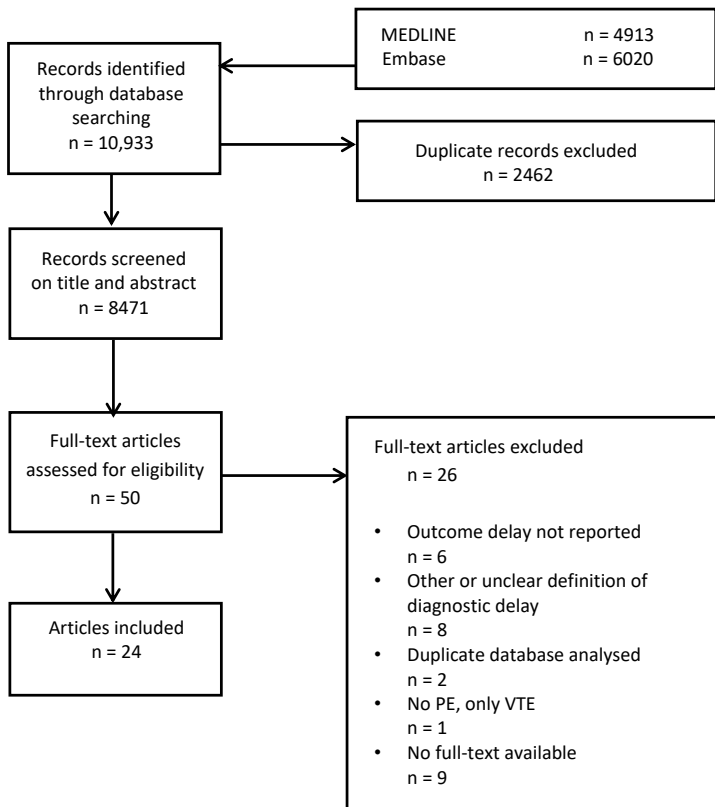 MEDLINE n = 4913
Embase n = 6020
Records identified
through database
searching
n = 10,933
Duplicate records excluded
n = 2462
Records screened
on title and abstract
n = 8471
Full-text articles
assessed for eligibility
n = 50
Full-text articles excluded
n = 26
• Outcome delay not reported
n = 6
• Other or unclear definition of
diagnostic delay
n = 8
• Duplicate database analysed
n = 2
• No PE, only VTE
n = 1
• No full-text available
n = 9
Articles included
n = 24